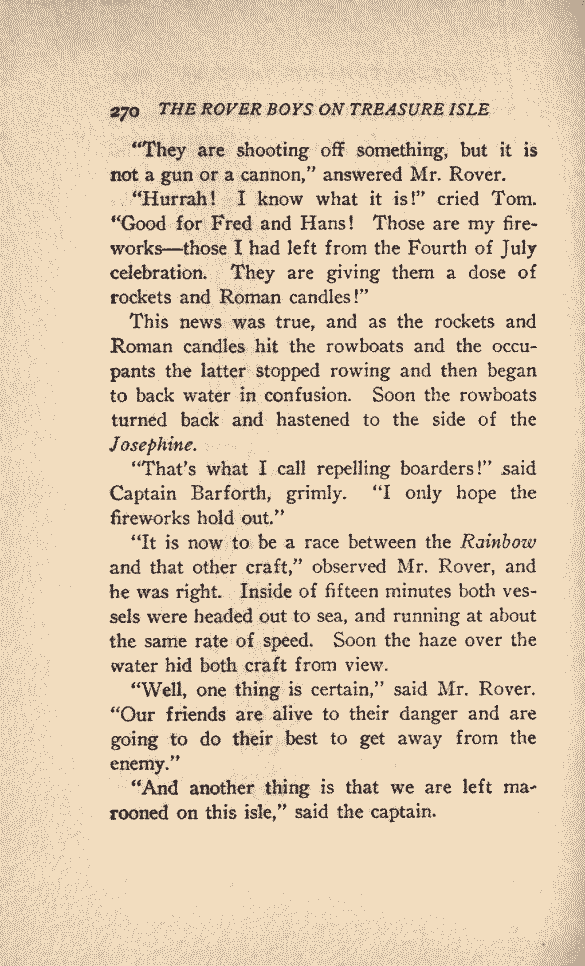 270 THE ROVER BOYS ON TREASURE ISLE
“They are shooting off something, but it is
not a gun or a cannon,” answered Mr. Rover.
“Hurrah! I know what it is!” cried Tom.
“Good for Fred and Hans! Those are my fire-
works—those I had left from the Fourth of July
celebration. They are giving them a dose of
rockets and Roman candles!”
This news was true, and as the rockets and
Roman candles hit the rowboats and the occu-
pants the latter stopped rowing and then began
to back water in confusion. Soon the rowboats
turned back and hastened to the side of the
Josephine.
“That’s what I call repelling boarders!” said
Captain Barforth, grimly. “I only hope the
fireworks hold out.”
“It is now to be a race between the Rainbow
and that other craft,” observed Mr. Rover, and
he was right. Inside of fifteen minutes both ves-
sels were headed out to sea, and running at about
the same rate of speed. Soon the haze over the
water hid both craft from view.
“Well, one thing is certain,” said Mr. Rover.
“Our friends are alive to their danger and are
going to do their best to get away from the
enemy.”
“And another thing is that we are left ma-
rooned on this isle,” said the captain.